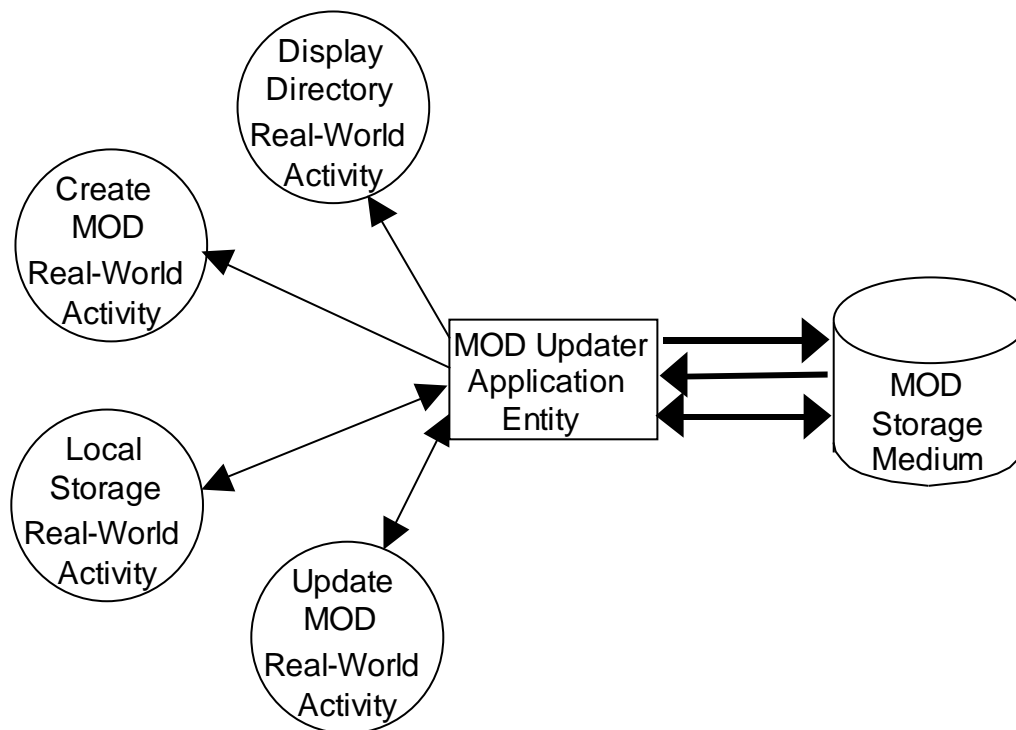 Display
Directory
Real-World
Activity
Create
MOD
Real-World
Activity
MOD Updater
Application
Entity
MOD
Storage
Medium
Local
Storage
Real-World
Activity
Update
MOD
Real-World
Activity